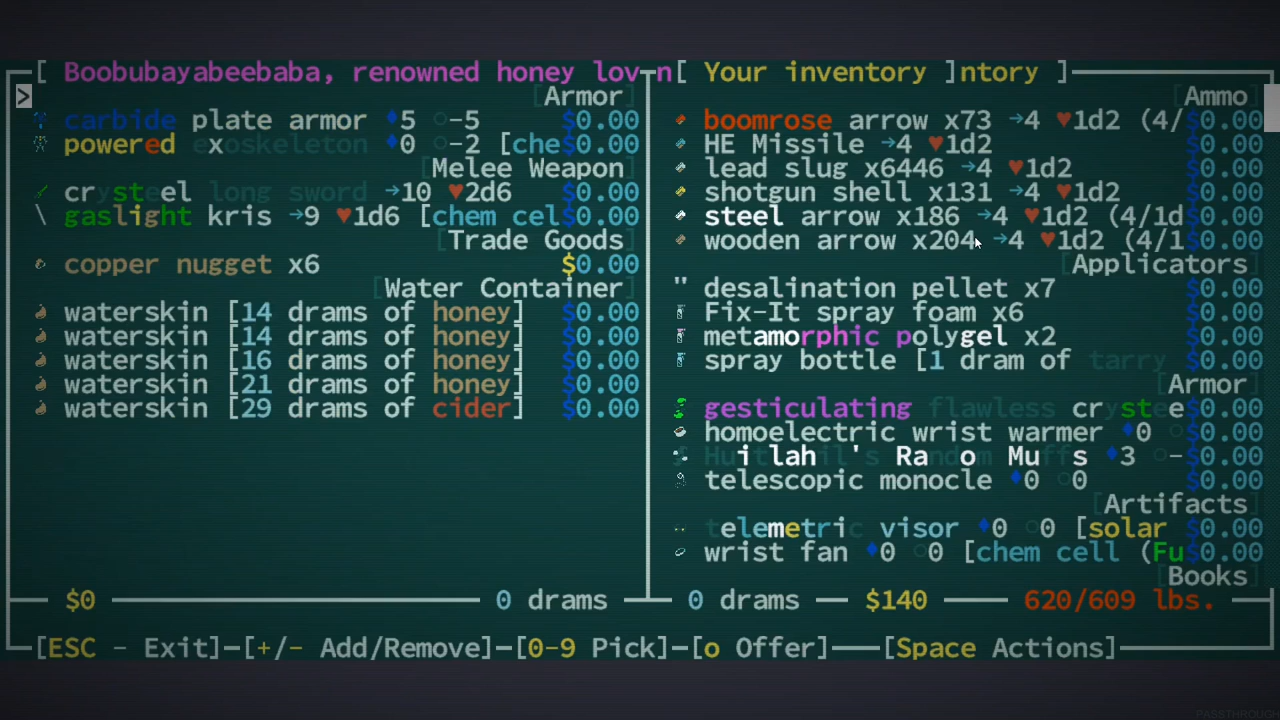 [ Boobubayabeebaba, renowned honey lov n
>
[Armor]
carbide plate armor ♦5 ○-5 $0.00
powered exoskeleton ♦0 ○-2 [che$0.00
[Melee Weapon]
crysteel long sword →10 ♥2d6 $0.00
\ gaslight kris →9 ♥1d6 [chem cel$0.00
[Trade Goods]
copper nugget x6 $0.00
[Water Container]
waterskin [14 drams of honey] $0.00
waterskin [14 drams of honey] $0.00
waterskin [16 drams of honey] $0.00
waterskin [21 drams of honey] $0.00
waterskin [29 drams of cider] $0.00
$0 0 drams
[ Your inventory ]ntory ]
[Ammo]
boomrose arrow x73 →4 ♥1d2 (4/ $0.00
HE Missile →4 ♥1d2 $0.00
lead slug x6446 →4 ♥1d2 $0.00
shotgun shell x131 →4 ♥1d2 $0.00
steel arrow x186 →4 ♥1d2 (4/1d$0.00
wooden arrow x204 →4 ♥1d2 (4/1$0.00
[Applicators]
" desalination pellet x7 $0.00
Fix-It spray foam x6 $0.00
metamorphic polygel x2 $0.00
spray bottle [1 dram of tarry $0.00
[Armor]
gesticulating flawless crystee$0.00
homoelectric wrist warmer ♦0 ○$0.00
♦3 ○-$0.00
telescopic monocle ♦0 ○0 $0.00
[Artifacts]
telemetric visor ♦0 ○0 [solar $0.00
wrist fan ♦0 ○0 [chem cell (Fu$0.00
[Books]
0 drams $140 620/609 lbs.
[ESC - Exit] [+/- Add/Remove] [0-9 Pick] [o Offer] [Space Actions]